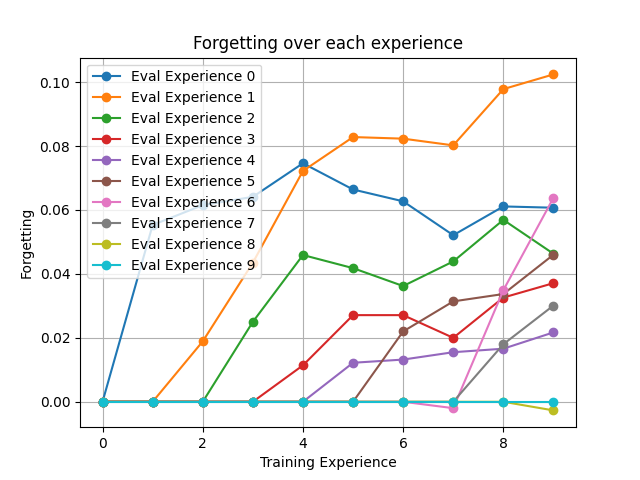 Forgetting over each experience
Eval Experience 0
Eval Experience 1
Eval Experience 2
Eval Experience 3
Eval Experience 4
Eval Experience 5
Eval Experience 6
Eval Experience 7
Eval Experience 8
Eval Experience 9
Forgetting
0.10
0.08
0.06
0.04
0.02
0.00
0 2 4 6 8
Training Experience